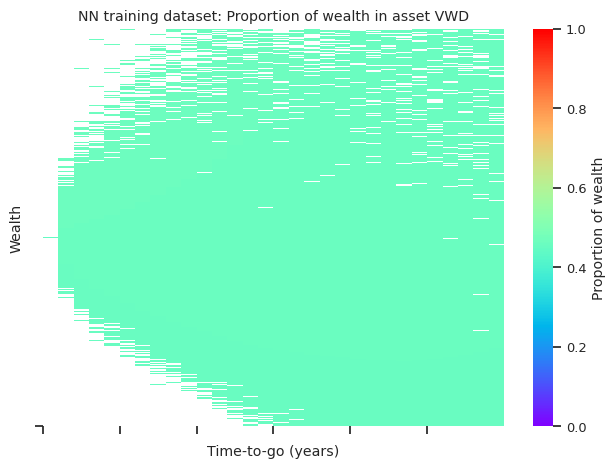 NN training dataset: Proportion of wealth in asset VWD
Wealth
Time-to-go (years)
1.0
0.8
0.6
0.4
0.2
0.0
Proportion of wealth